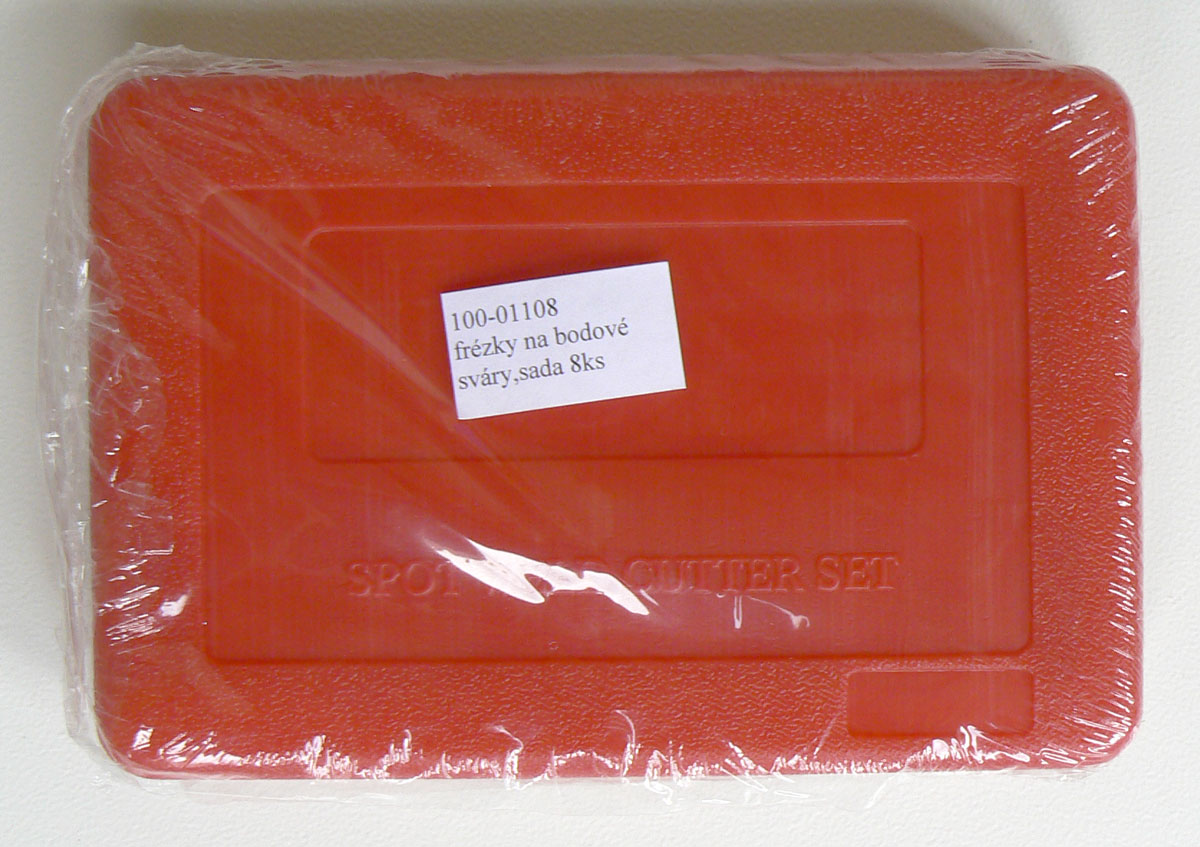 100-01108
frézky na bodové
sváry,sada 8ks
SPOT CUTTER SET